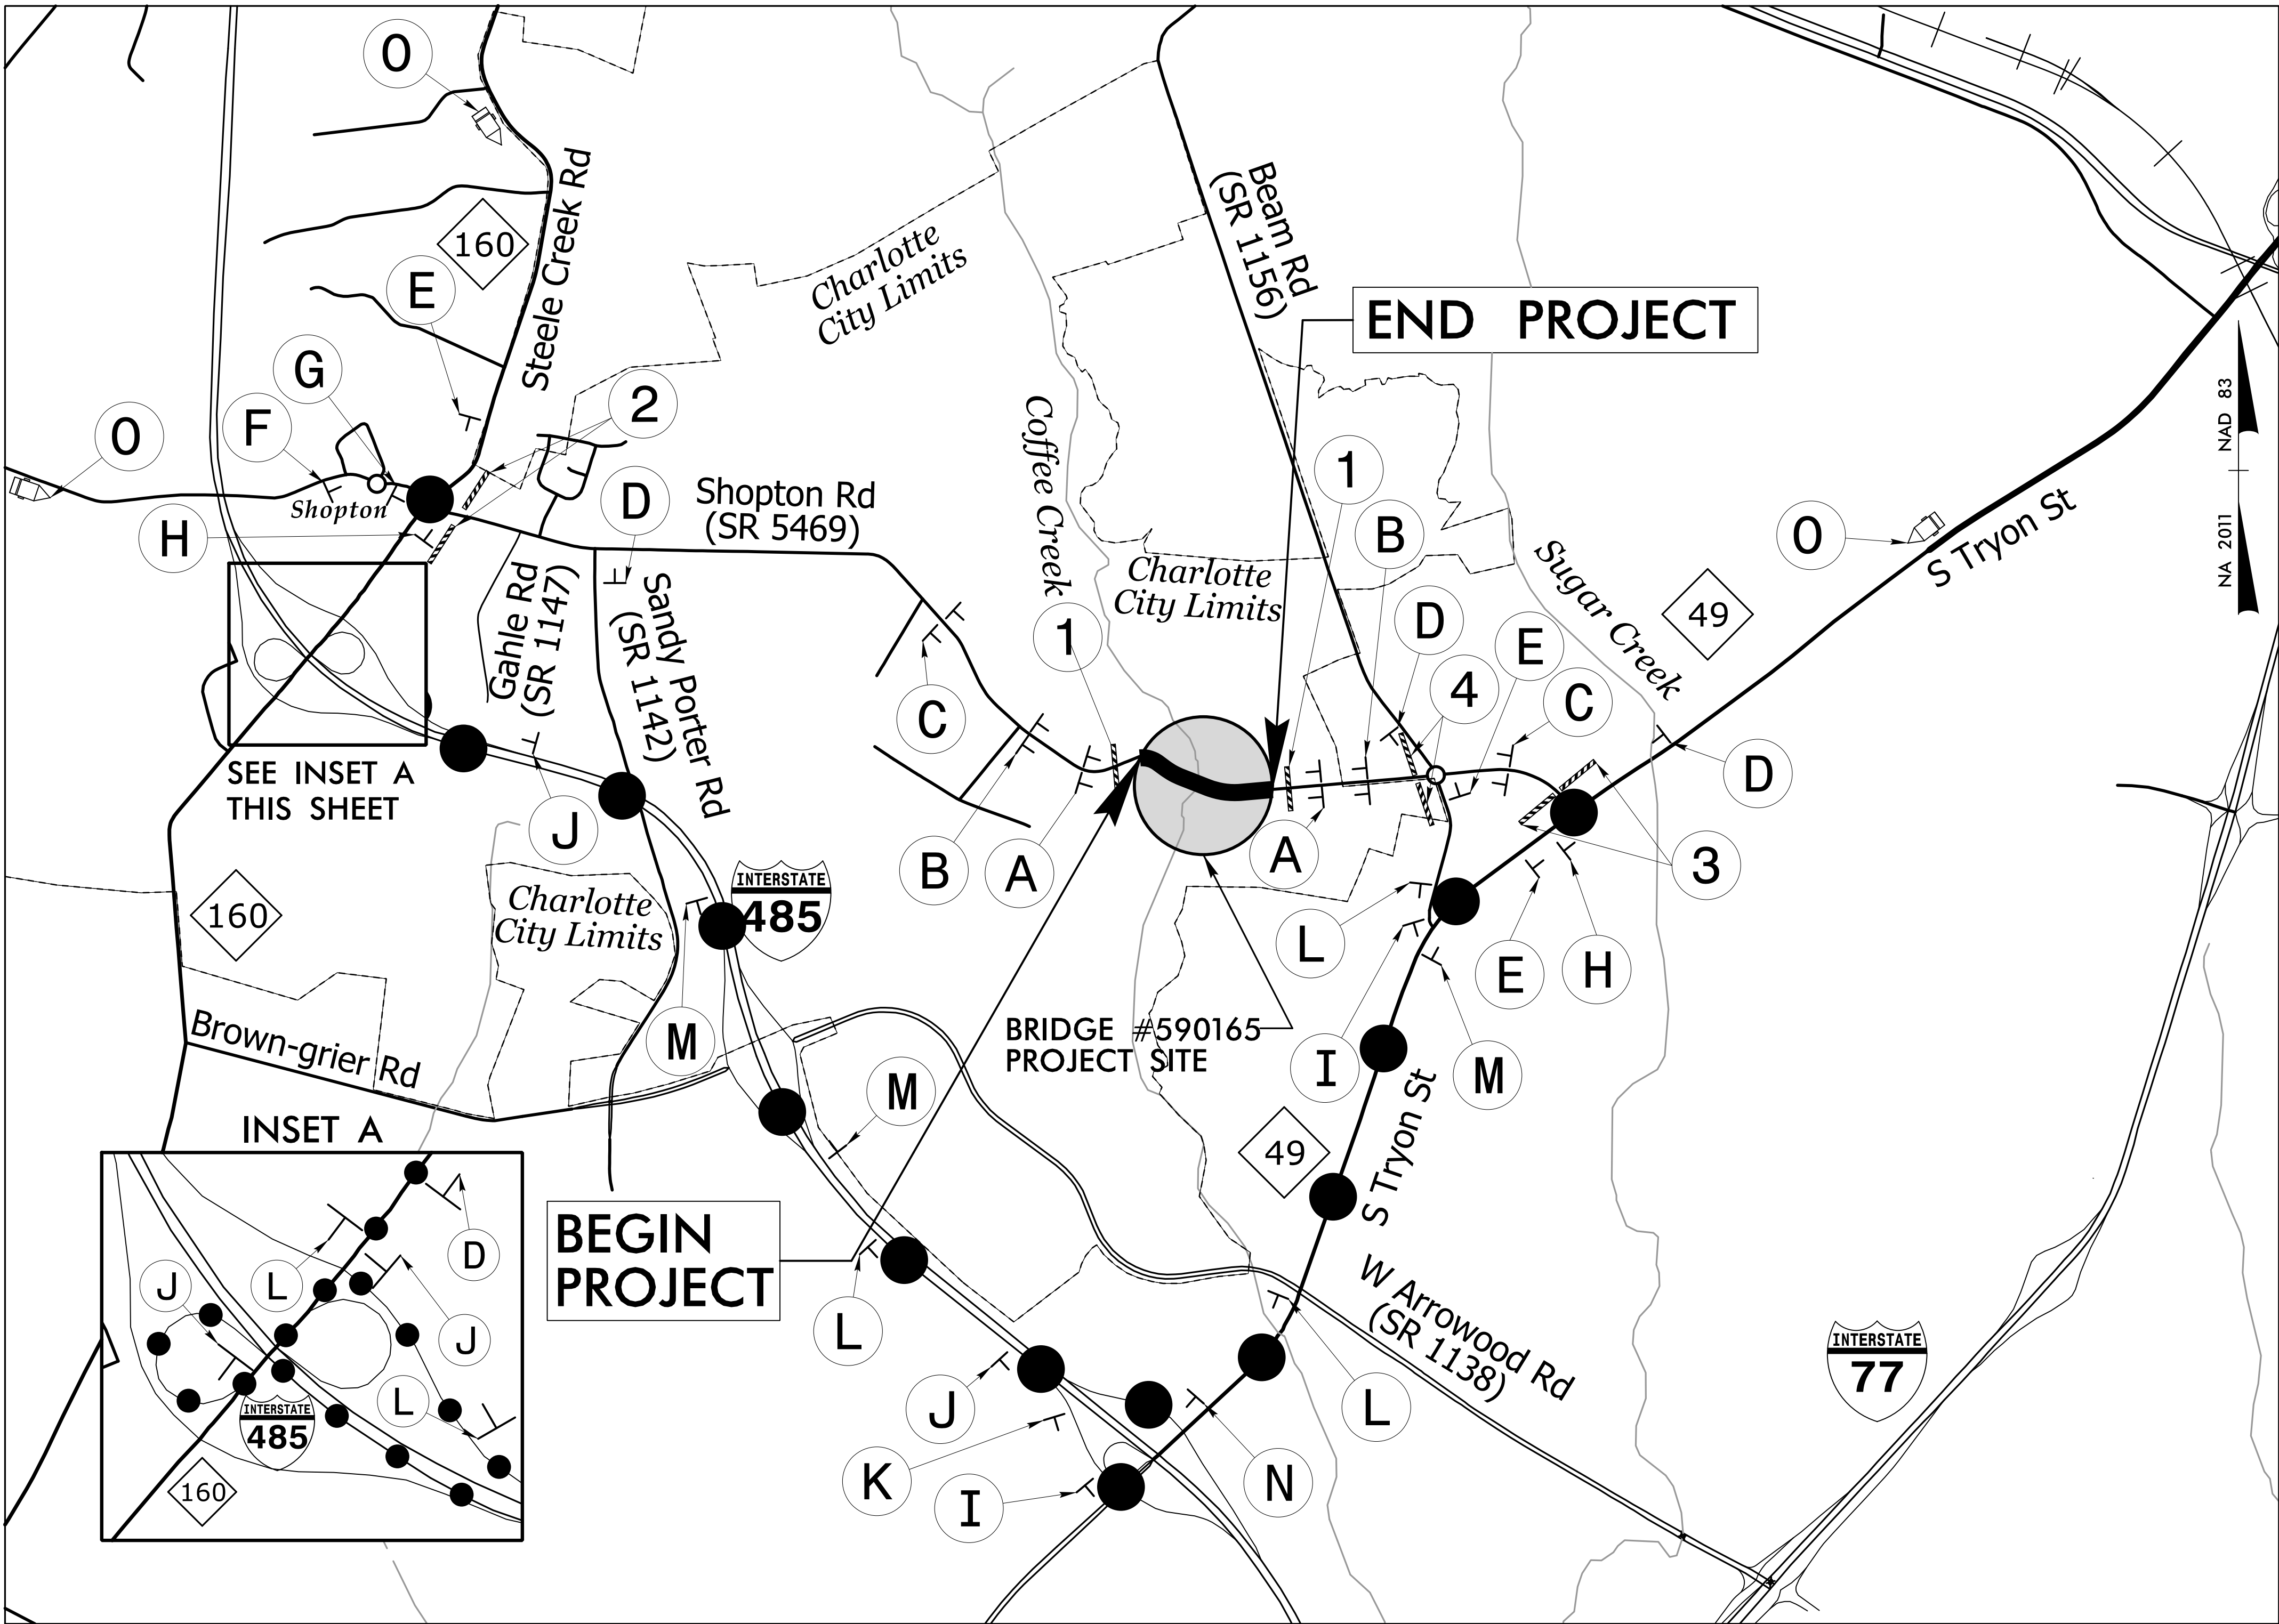 O
Steele Creek Rd
160
E
G
F
O
2
H
Shopton
D
Shopton Rd
(SR 5469)
Gahle Rd
(SR 1147)
Sandy Porter Rd
(SR 1142)
Charlotte
City Limits
Coffee Creek
Beam Rd
(SR 1156)
END PROJECT
1
B
Charlotte
City Limits
1
D
4
E
C
Sugar Creek
49
O
S Tryon St
NAD 83
NA 2011
C
B
A
A
D
3
L
E
H
I
M
SEE INSET A
THIS SHEET
J
160
Charlotte
City Limits
INTERSTATE
485
M
M
Brown-grier Rd
BRIDGE #590165
PROJECT SITE
49
S Tryon St
W Arrowood Rd
(SR 1138)
INTERSTATE
77
BEGIN
PROJECT
L
J
K
I
N
L
INSET A
D
L
J
J
L
INTERSTATE
485
160